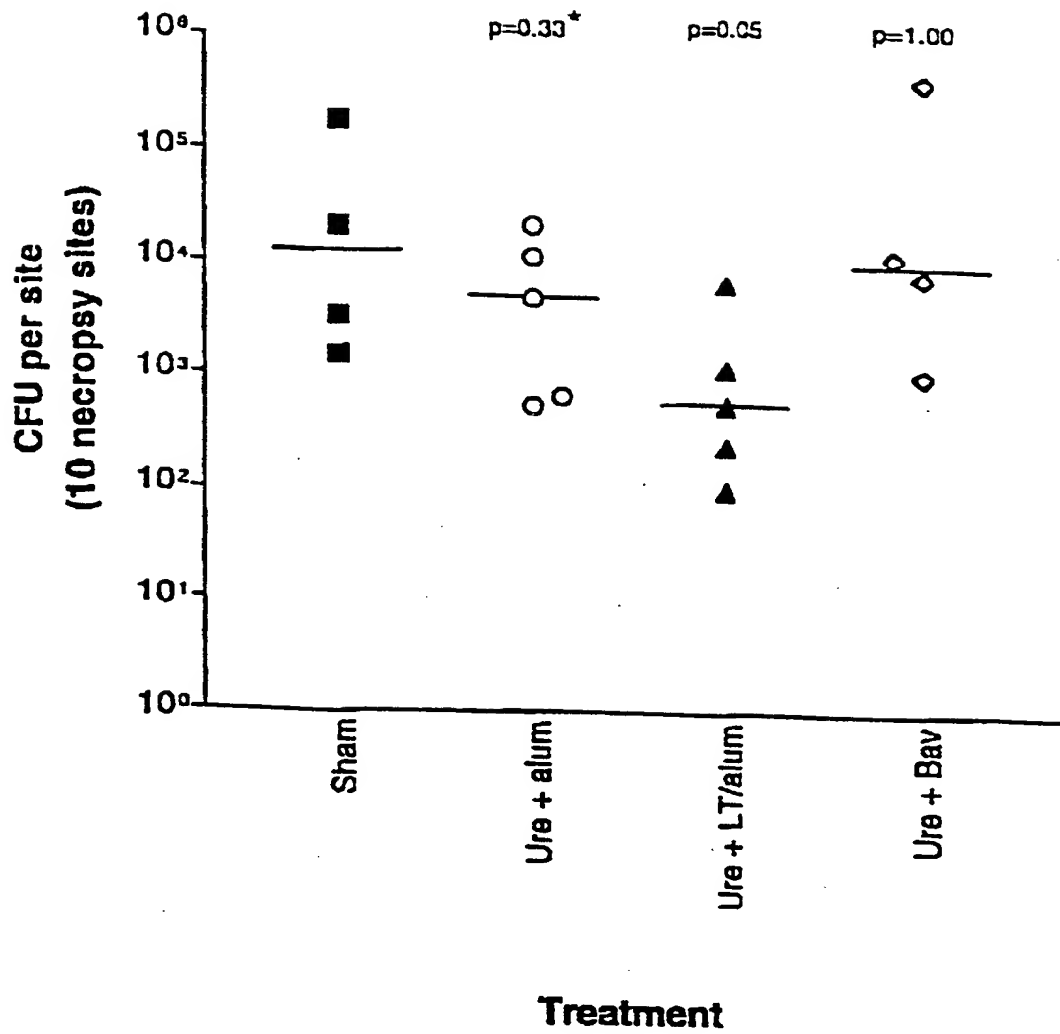 p=0.33* p=0.05 p=1.00
10⁶
10⁵
10⁴
10³
10²
10¹
10⁰
CFU per site
(10 necropsy sites)
Sham
Ure + alum
Ure + LT/alum
Ure + Bav
Treatment